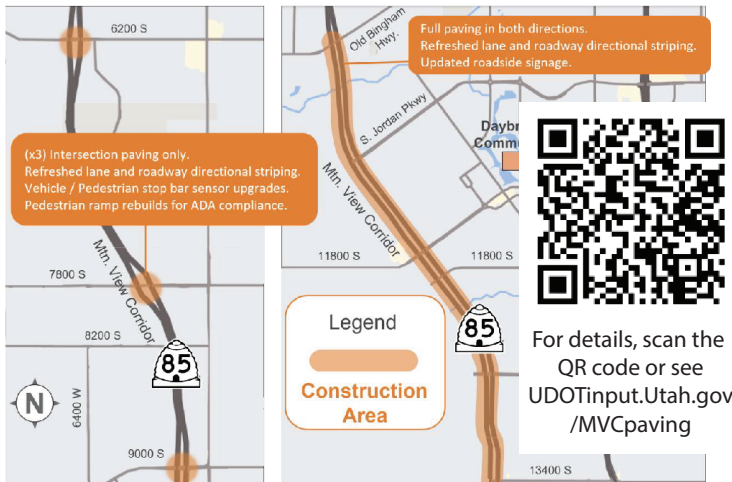 6200 S
(x3) Intersection paving only.
Refreshed lane and roadway directional striping.
Vehicle / Pedestrian stop bar sensor upgrades.
Pedestrian ramp rebuilds for ADA compliance.
Mtn. View Corridor
7800 S
8200 S
85
N
6400 W
9000 S
Old Bingham
Hwy.
Full paving in both directions.
Refreshed lane and roadway directional striping.
Updated roadside signage.
S. Jordan Pkwy
Daybr
Commu
Mtn. View Corridor
11800 S
11800 S
85
Legend
Construction
Area
13400 S
For details, scan the
QR code or see
UDOTinput.Utah.gov
/MVCpaving